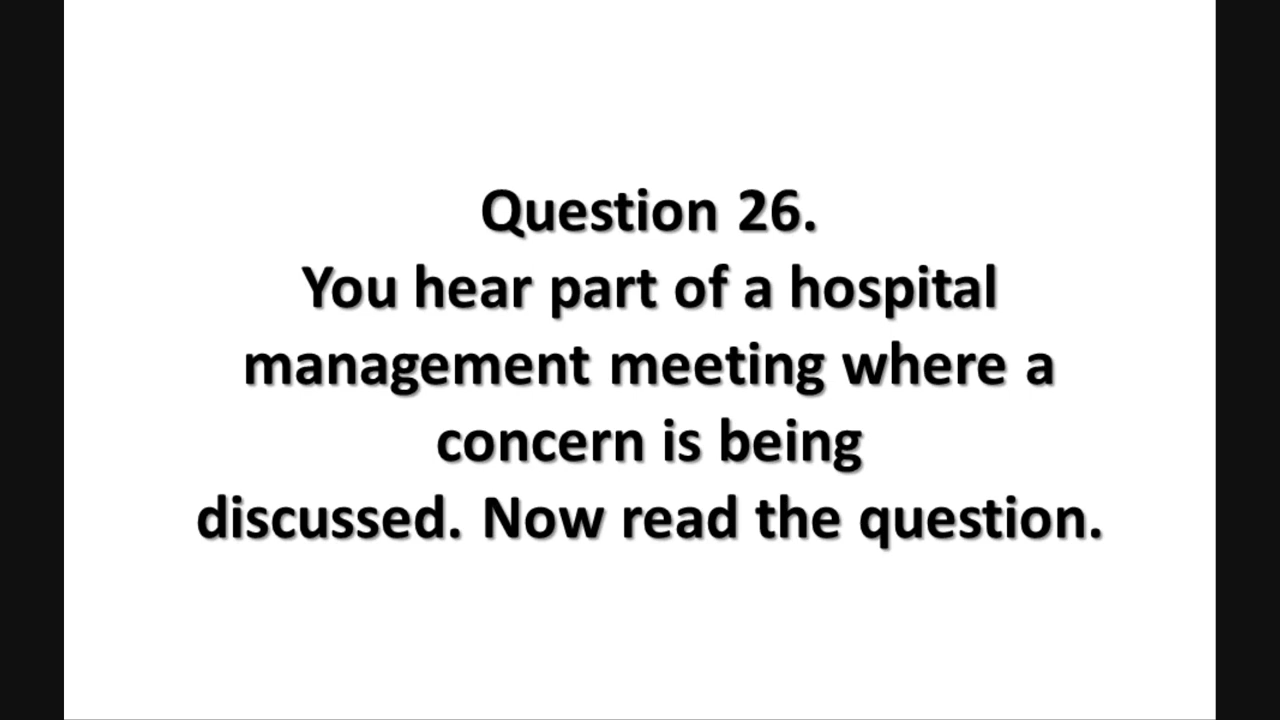 Question 26.
You hear part of a hospital
management meeting where a
concern is being
discussed. Now read the question.